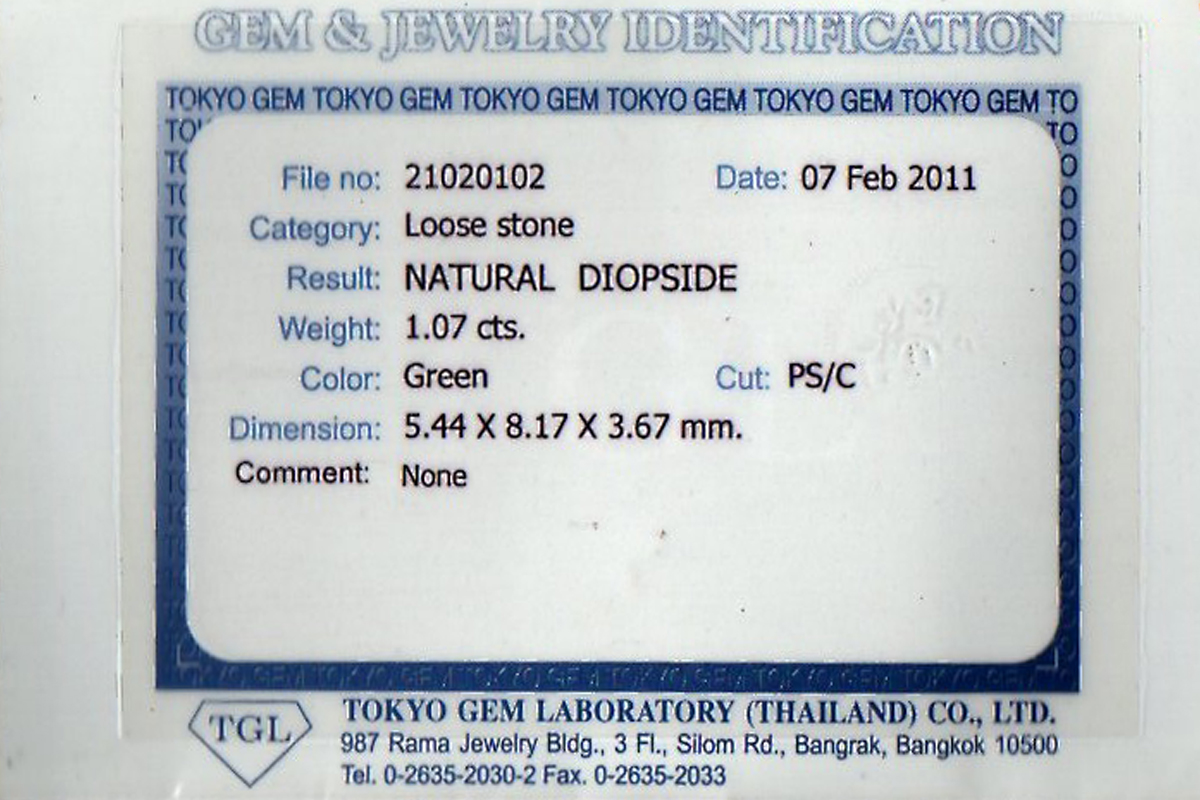 GEM & JEWELRY IDENTIFICATION
TOKYO GEM TOKYO GEM TOKYO GEM TOKYO GEM TOKYO GEM TOKYO GEM TO
File no: 21020102 Date: 07 Feb 2011
Category: Loose stone
Result: NATURAL DIOPSIDE
Weight: 1.07 cts.
Color: Green Cut: PS/C
Dimension: 5.44 X 8.17 X 3.67 mm.
Comment: None
TGL
TOKYO GEM LABORATORY (THAILAND) CO., LTD.
987 Rama Jewelry Bldg., 3 Fl., Silom Rd., Bangrak, Bangkok 10500
Tel. 0-2635-2030-2 Fax. 0-2635-2033